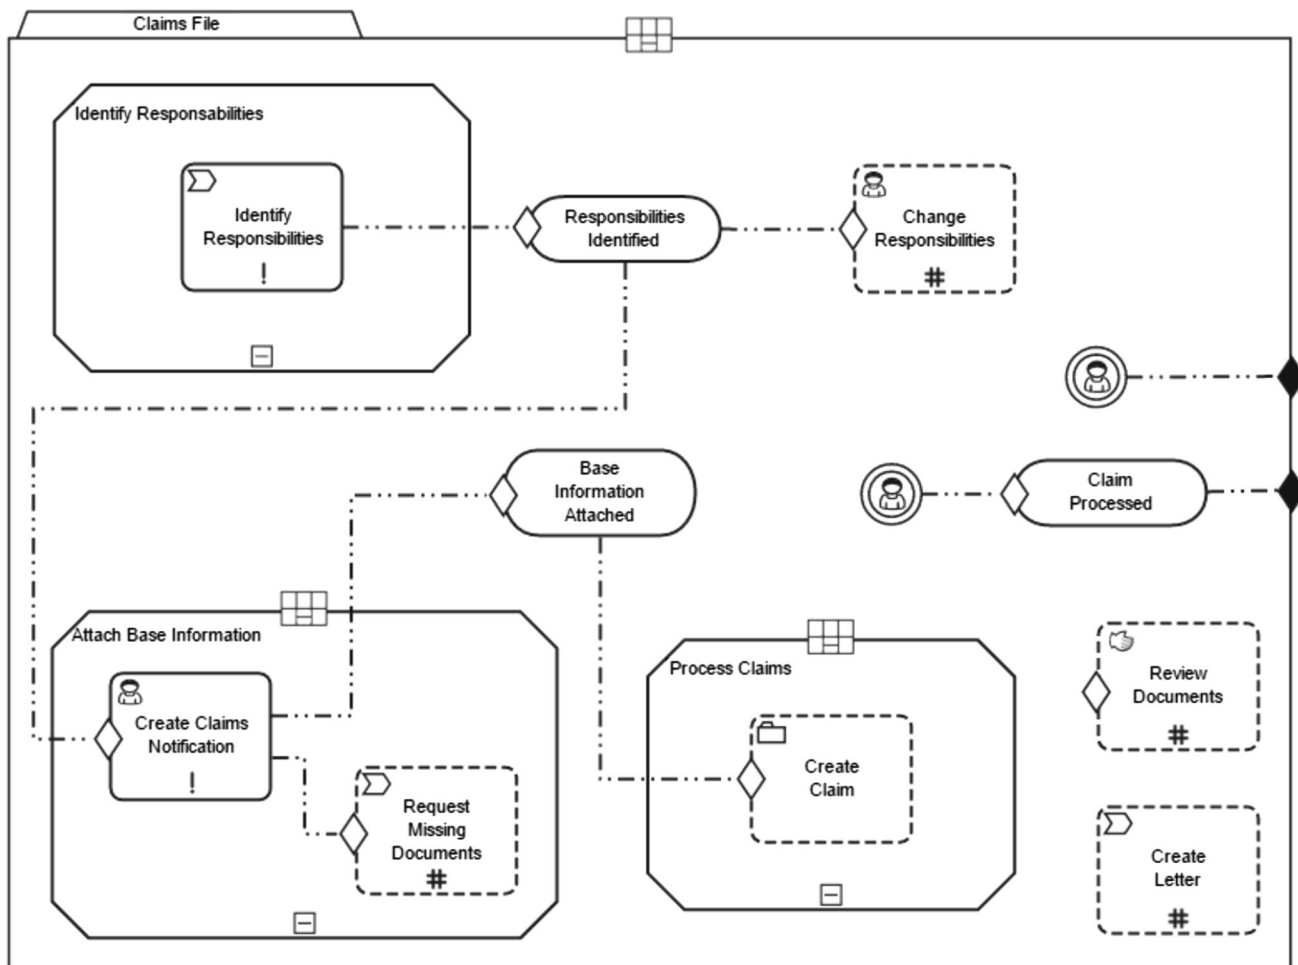 Claims File
Identify Responsabilities
Identify
Responsibilities
!
Responsibilities
Identified
Change
Responsibilities
#
Base
Information
Attached
Claim
Processed
Attach Base Information
Create Claims
Notification
!
Request
Missing
Documents
#
Process Claims
Create
Claim
Review
Documents
#
Create
Letter
#